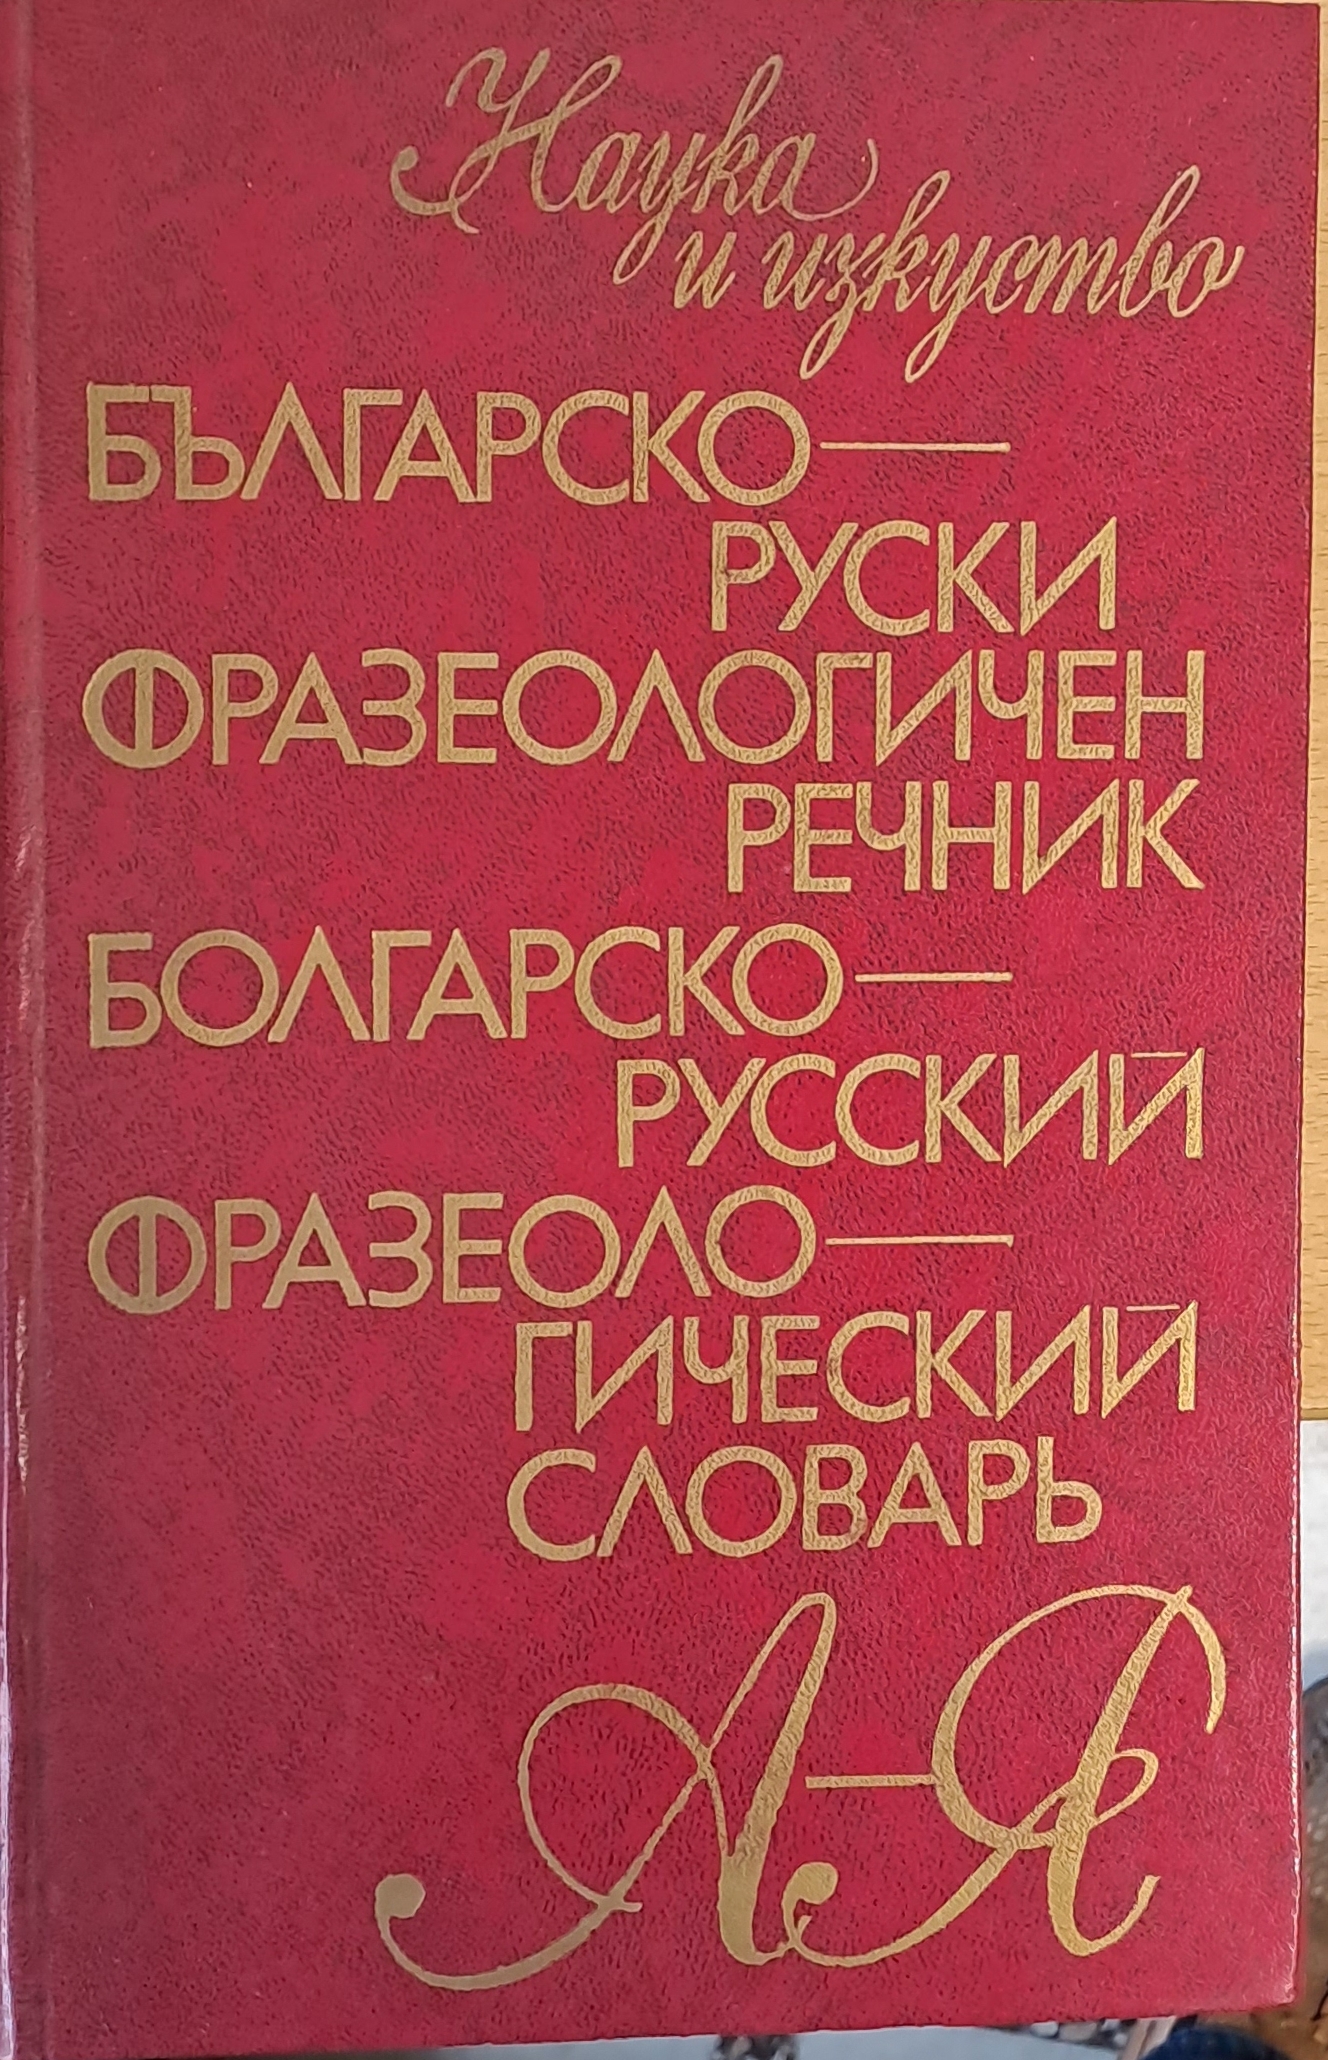 Наука
и изкуство
БЪЛГАРСКО—
РУСКИ
ФРАЗЕОЛОГИЧЕН
РЕЧНИК
БОЛГАРСКО—
РУССКИЙ
ФРАЗЕОЛО—
ГИЧЕСКИЙ
СЛОВАРЬ
А—Я